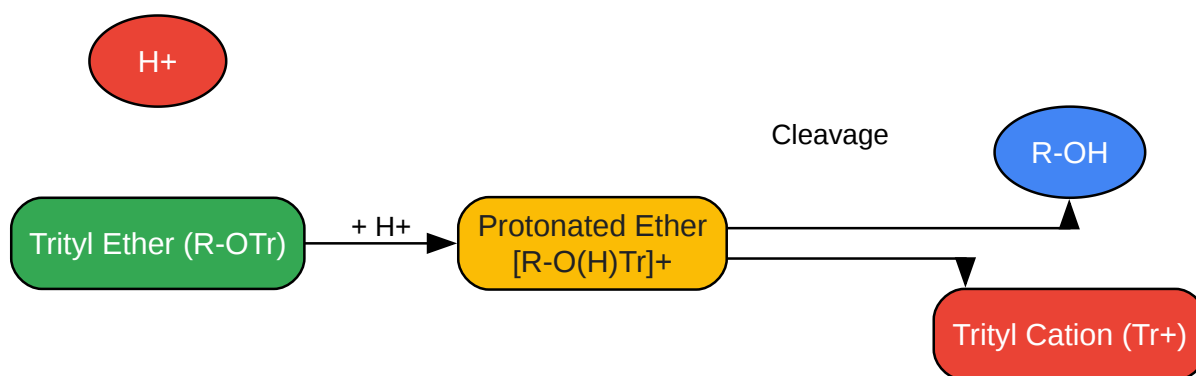 H+
Cleavage
R-OH
Trityl Ether (R-OTr)
+ H+
Protonated Ether
[R-O(H)Tr]+
Trityl Cation (Tr+)